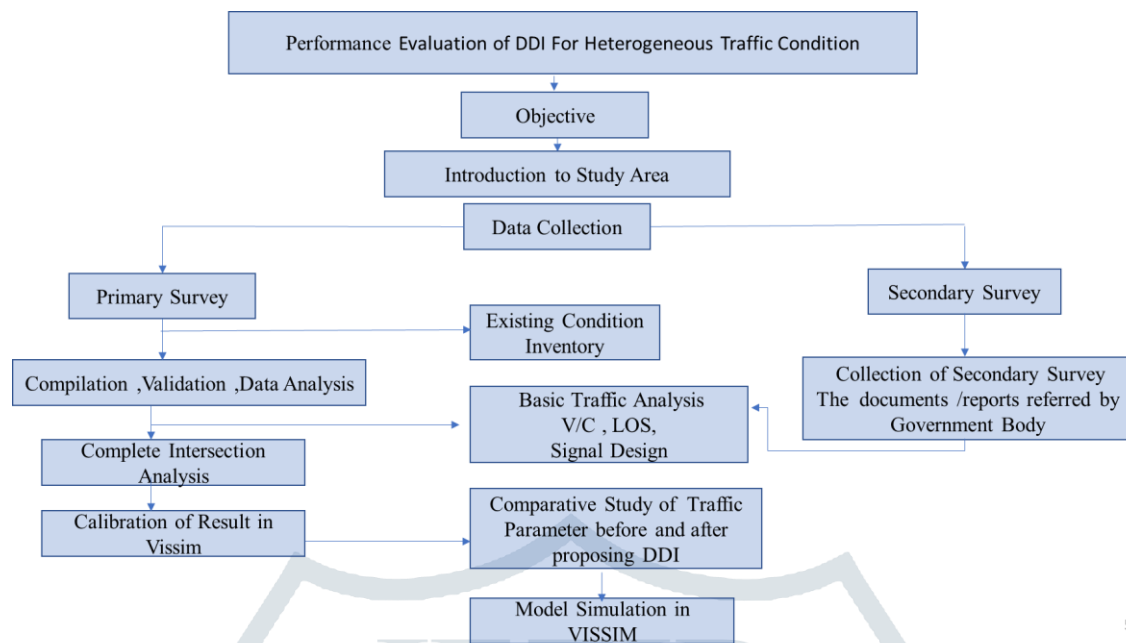 Performance Evaluation of DDI For Heterogeneous Traffic Condition
Objective
Introduction to Study Area
Data Collection
Primary Survey
Secondary Survey
Existing Condition
Inventory
Compilation ,Validation ,Data Analysis
Collection of Secondary Survey
The documents /reports referred by
Government Body
Basic Traffic Analysis
V/C , LOS,
Signal Design
Complete Intersection
Analysis
Calibration of Result in
Vissim
Comparative Study of Traffic
Parameter before and after
proposing DDI
Model Simulation in
VISSIM